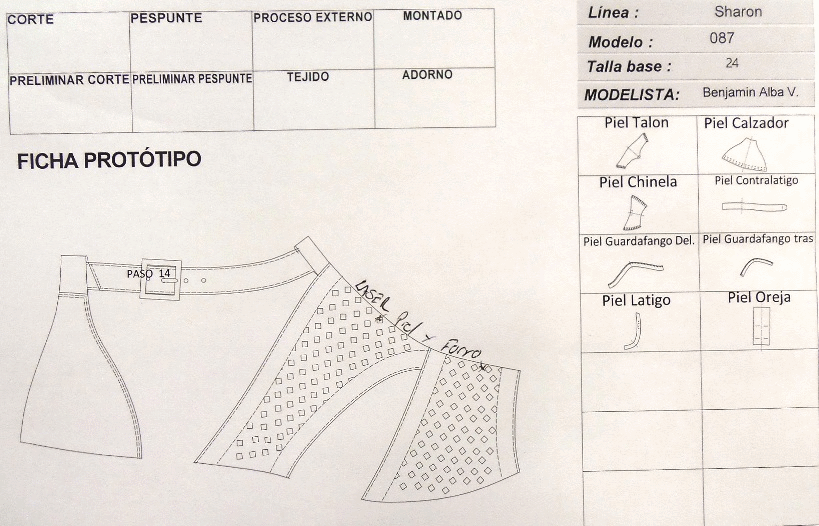 CORTE PESPUNTE PROCESO EXTERNO MONTADO
PRELIMINAR CORTE PRELIMINAR PESPUNTE TEJIDO ADORNO
FICHA PROTÓTIPO
PASO 14
LASER Piel y Forro
Línea : Sharon
Modelo : 087
Talla base : 24
MODELISTA: Benjamin Alba V.
Piel Talon Piel Calzador
Piel Chinela Piel Contralatigo
Piel Guardafango Del. Piel Guardafango tras
Piel Latigo Piel Oreja